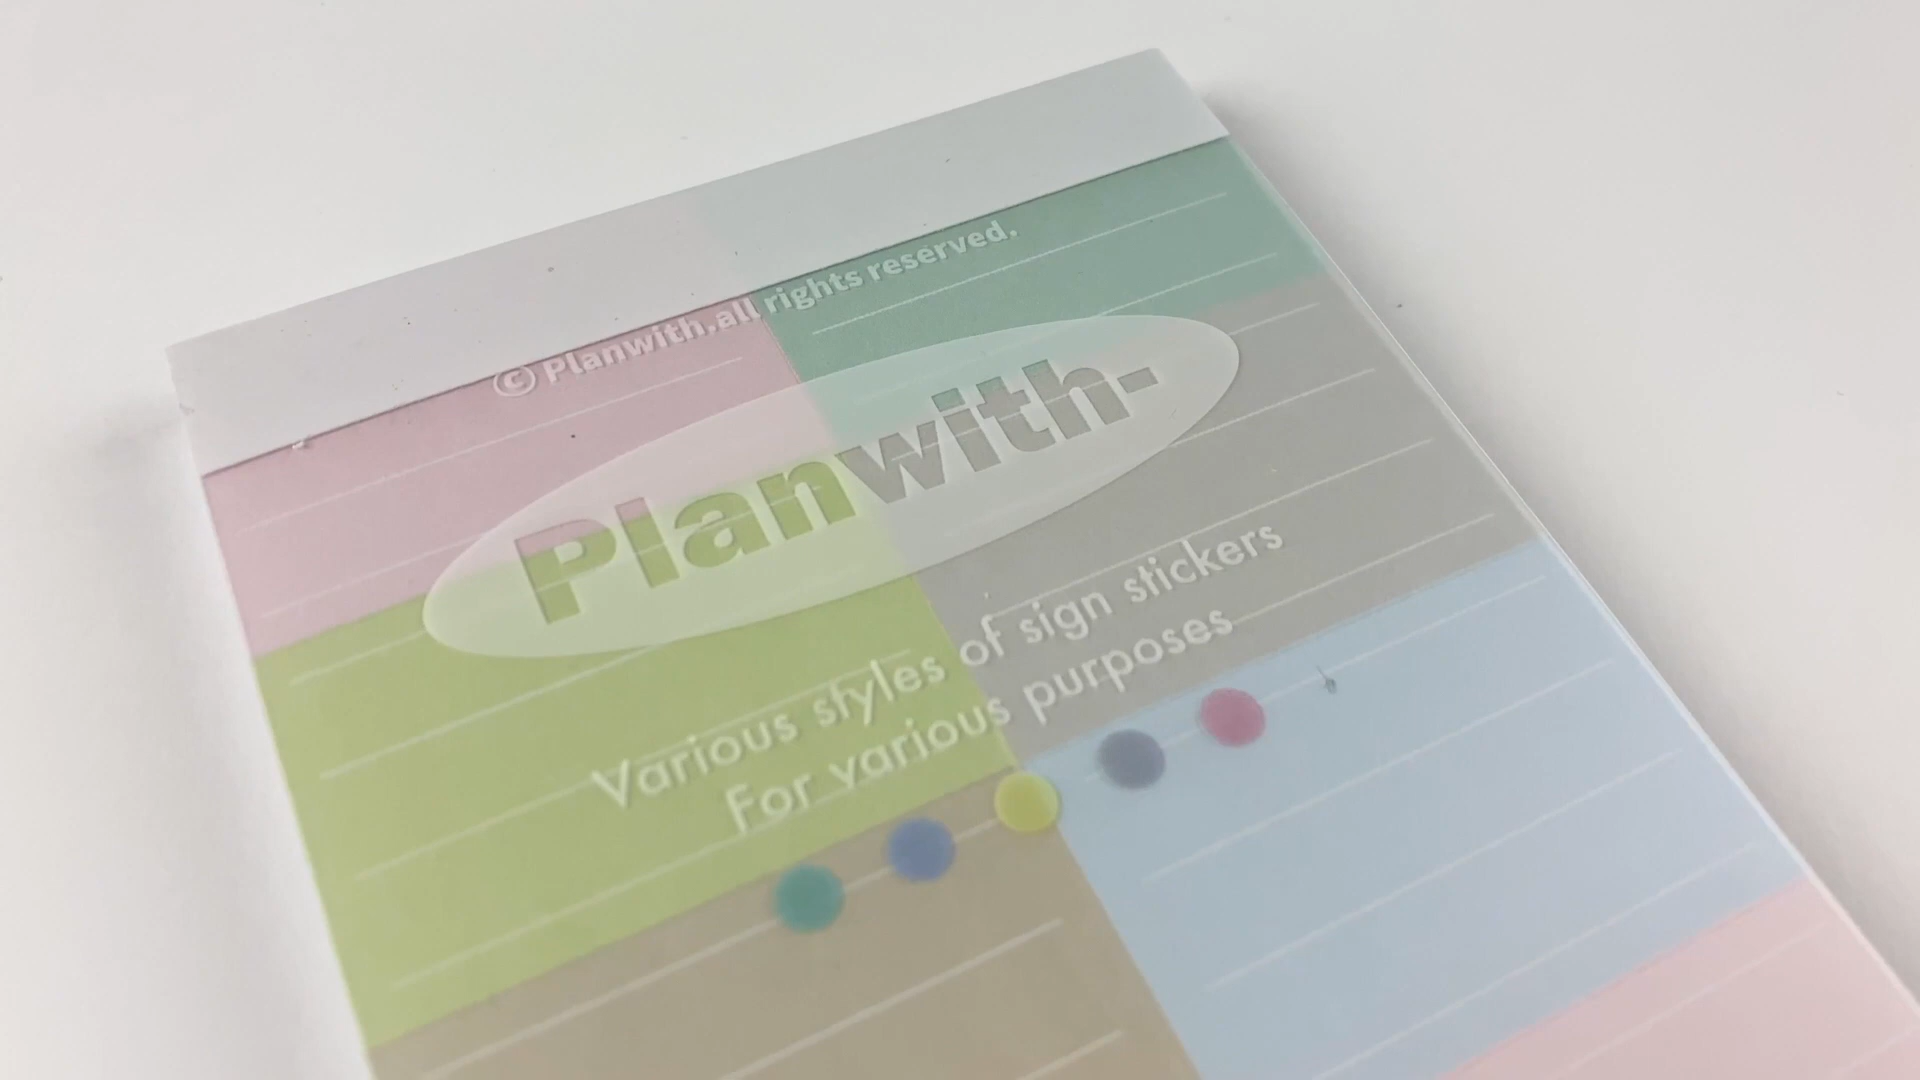 © Planwith.all rights reserved.
Planwith-
Various styles of sign stickers
For various purposes